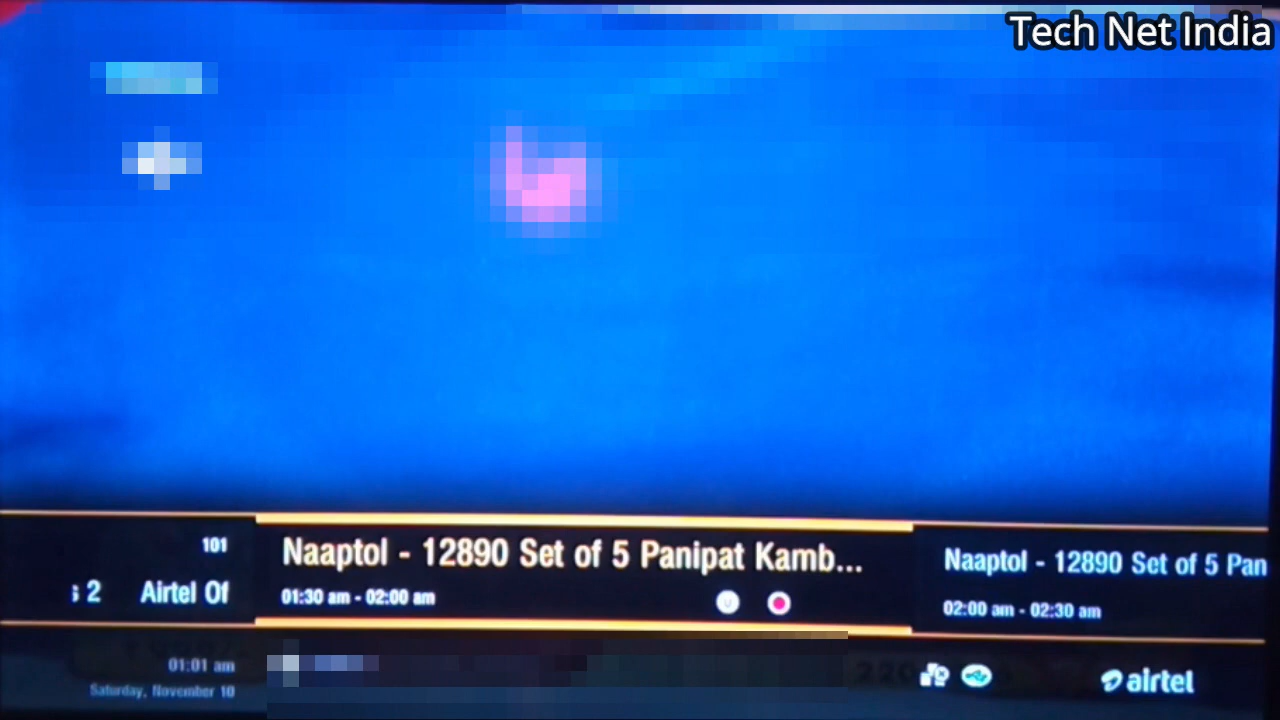 Tech Net India
101
2 Airtel Of
Naaptol - 12890 Set of 5 Panipat Kamb...
01:30 am - 02:00 am
Naaptol - 12890 Set of 5 Pan
02:00 am - 02:30 am
01:01 am
Saturday, November 10
airtel